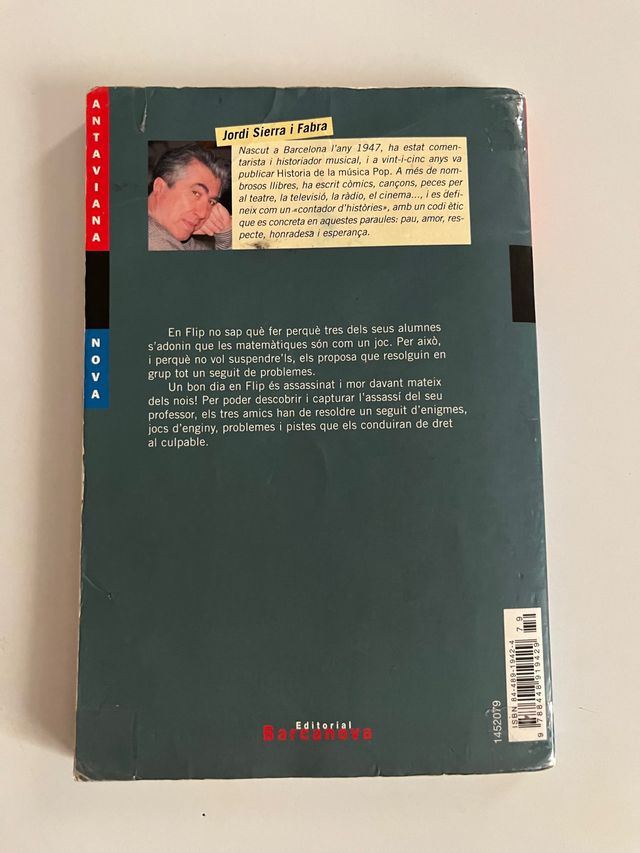 ANTAVIANA
NOVA
Jordi Sierra i Fabra
Nascut a Barcelona l'any 1947, ha estat comen-
tarista i historiador musical, i a vint-i-cinc anys va
publicar Historia de la música Pop. A més de nom-
brosos llibres, ha escrit còmics, cançons, peces per
al teatre, la televisió, la ràdio, el cinema..., i es defi-
neix com un «contador d'històries», amb un codi ètic
que es concreta en aquestes paraules: pau, amor, res-
pecte, honradesa i esperança.
En Flip no sap què fer perquè tres dels seus alumnes
s'adonin que les matemàtiques són com un joc. Per això,
i perquè no vol suspendre'ls, els proposa que resolguin en
grup tot un seguit de problemes.
Un bon dia en Flip és assassinat i mor davant mateix
dels nois! Per poder descobrir i capturar l'assassí del seu
professor, els tres amics han de resoldre un seguit d'enigmes,
jocs d'enginy, problemes i pistes que els conduiran de dret
al culpable.
Editorial
Barcanova
1452079
ISBN 84-489-1942-4
9 788448 919429
79